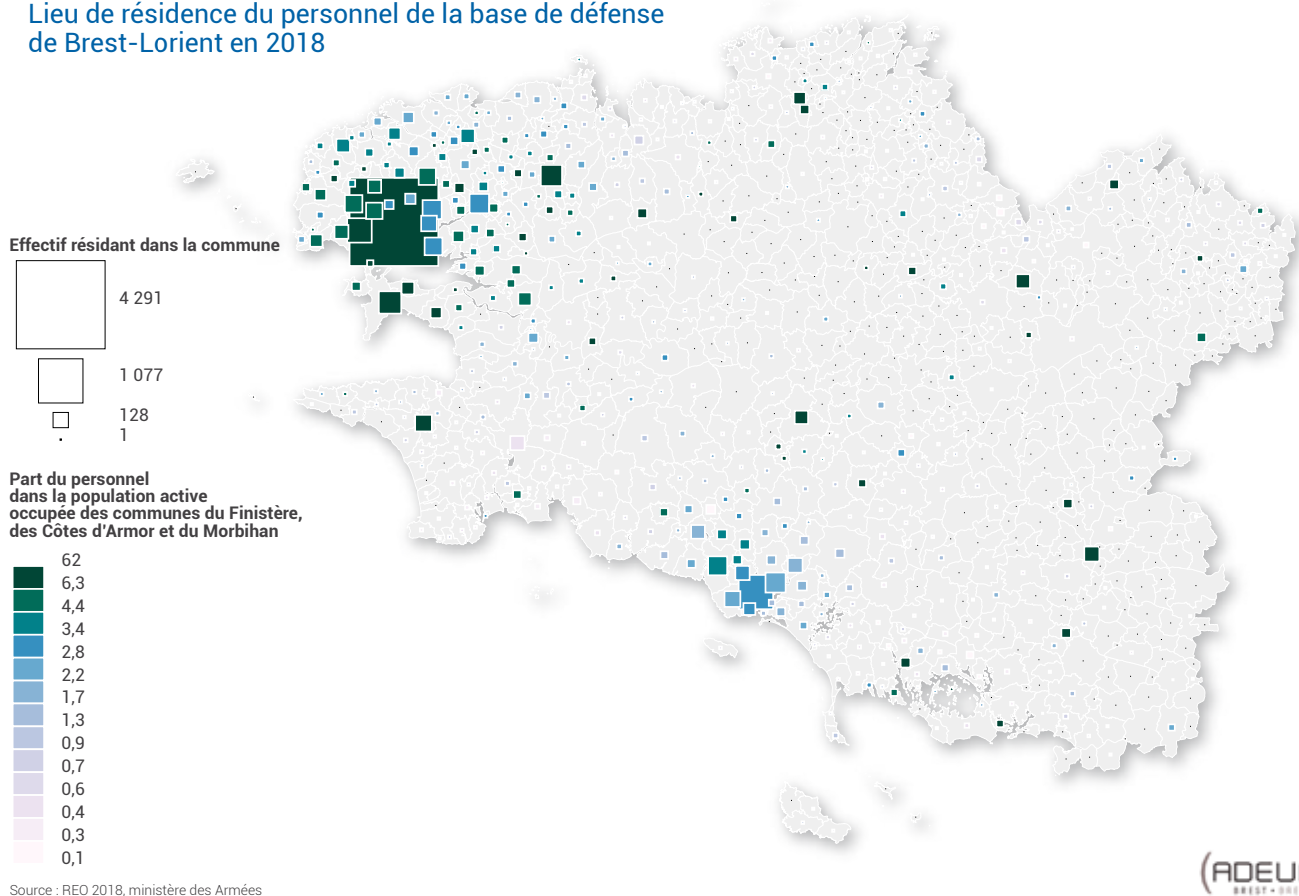 Lieu de résidence du personnel de la base de défense
de Brest-Lorient en 2018
Effectif résidant dans la commune
4 291
1 077
128
1
Part du personnel
dans la population active
occupée des communes du Finistère,
des Côtes d'Armor et du Morbihan
62
6,3
4,4
3,4
2,8
2,2
1,7
1,3
0,9
0,7
0,6
0,4
0,3
0,1
Source : REO 2018, ministère des Armées
(ADEU
BREST